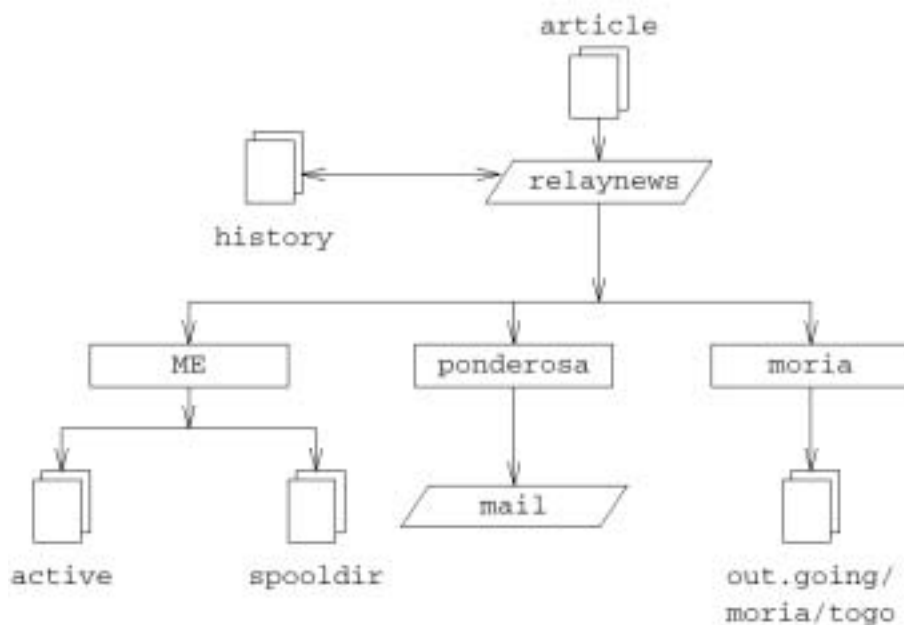 article
relaynews
history
ME
ponderosa
moria
mail
active
spooldir
out.going/
moria/togo